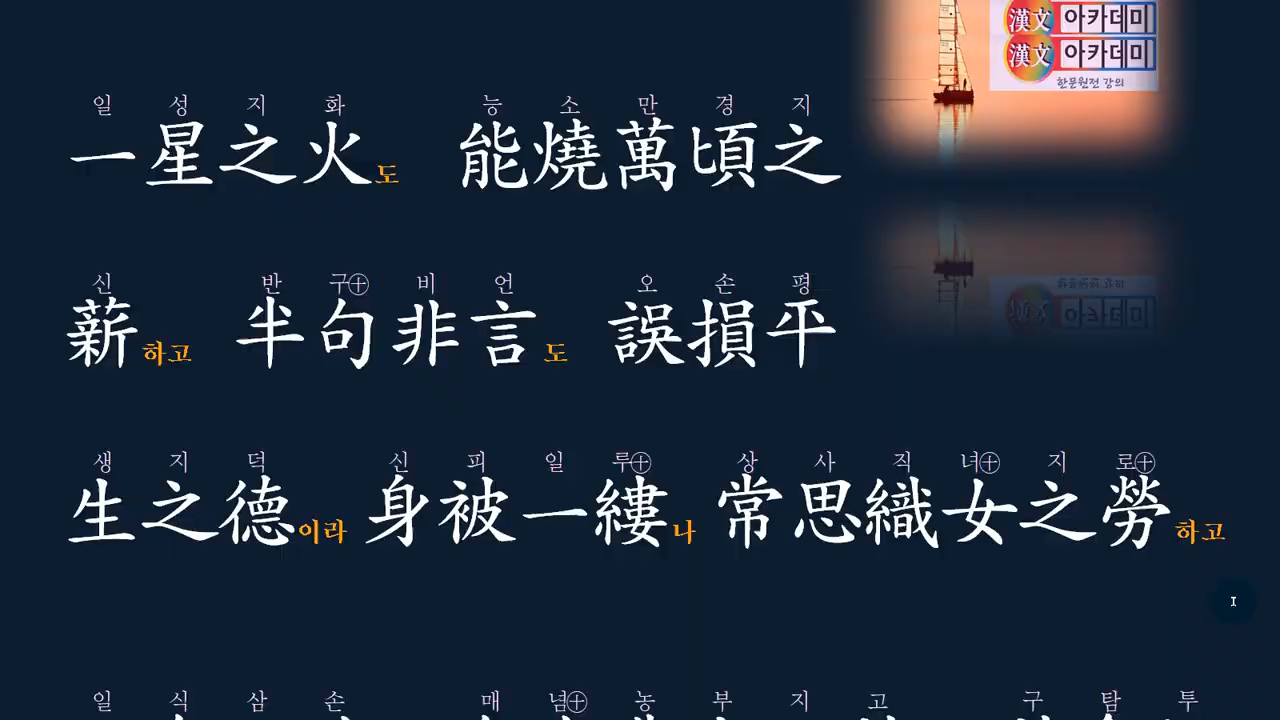 漢文 아카데미
漢文 아카데미
한문원전 강의
일 성 지 화 능 소 만 경 지
一星之火도 能燒萬頃之
신 반 구⊕ 비 언 오 손 평
薪하고 半句非言도 誤損平
생 지 덕 신 피 일 루⊕ 상 사 직 녀⊕ 지 로⊕
生之德이라 身被一縷나 常思織女之勞하고
일 식 삼 손 매 념⊕ 농 부 지 고 구 탐 투